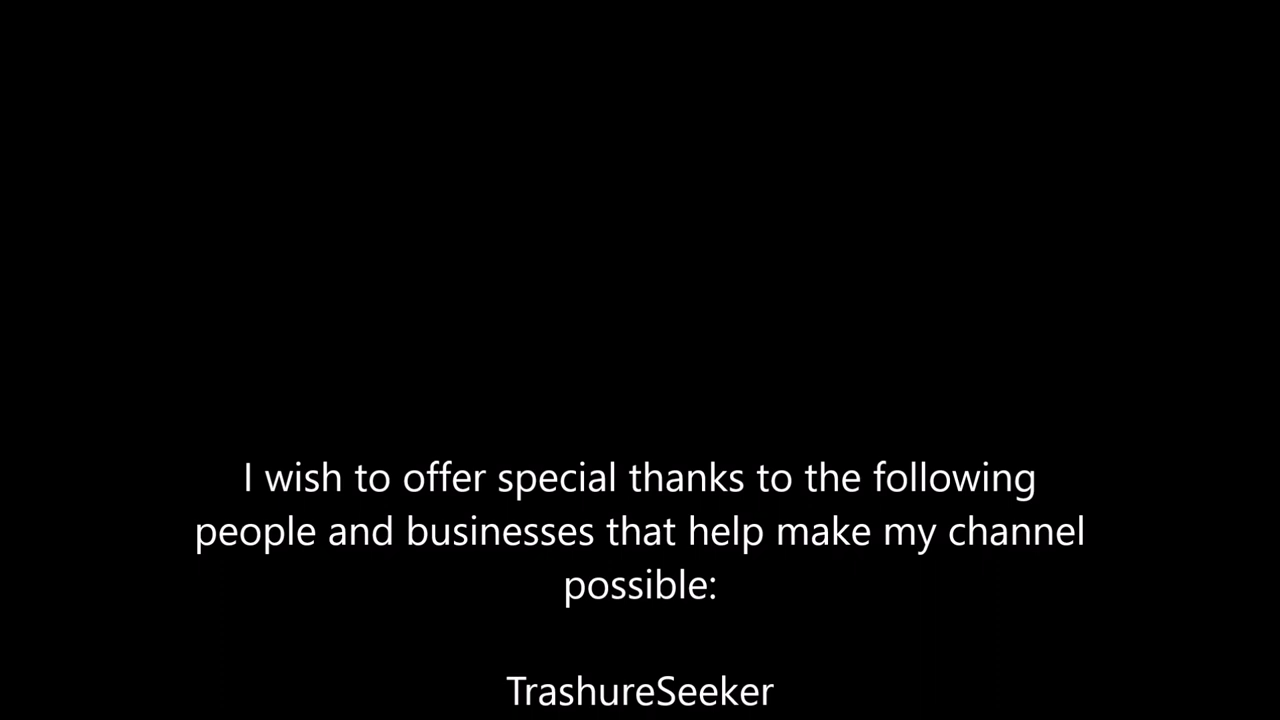 I wish to offer special thanks to the following
people and businesses that help make my channel
possible:
TrashureSeeker